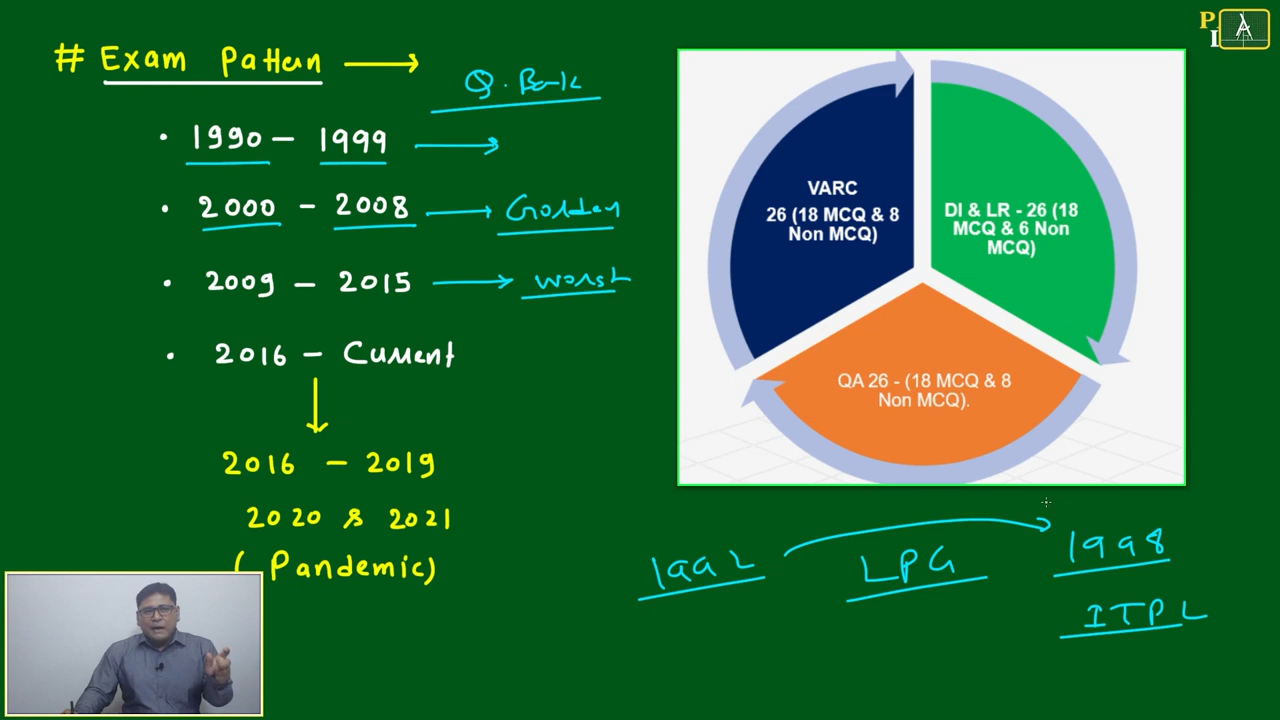 # Exam Pattern
Q. Bank
• 1990 – 1999
• 2000 – 2008 Golden
• 2009 – 2015 worst
• 2016 – Current
2016 – 2019
2020 & 2021
(Pandemic)
VARC
26 (18 MCQ & 8
Non MCQ)
DI & LR - 26 (18
MCQ & 6 Non
MCQ)
QA 26 - (18 MCQ & 8
Non MCQ).
1992 LPG 1998
ITPL
P
I A